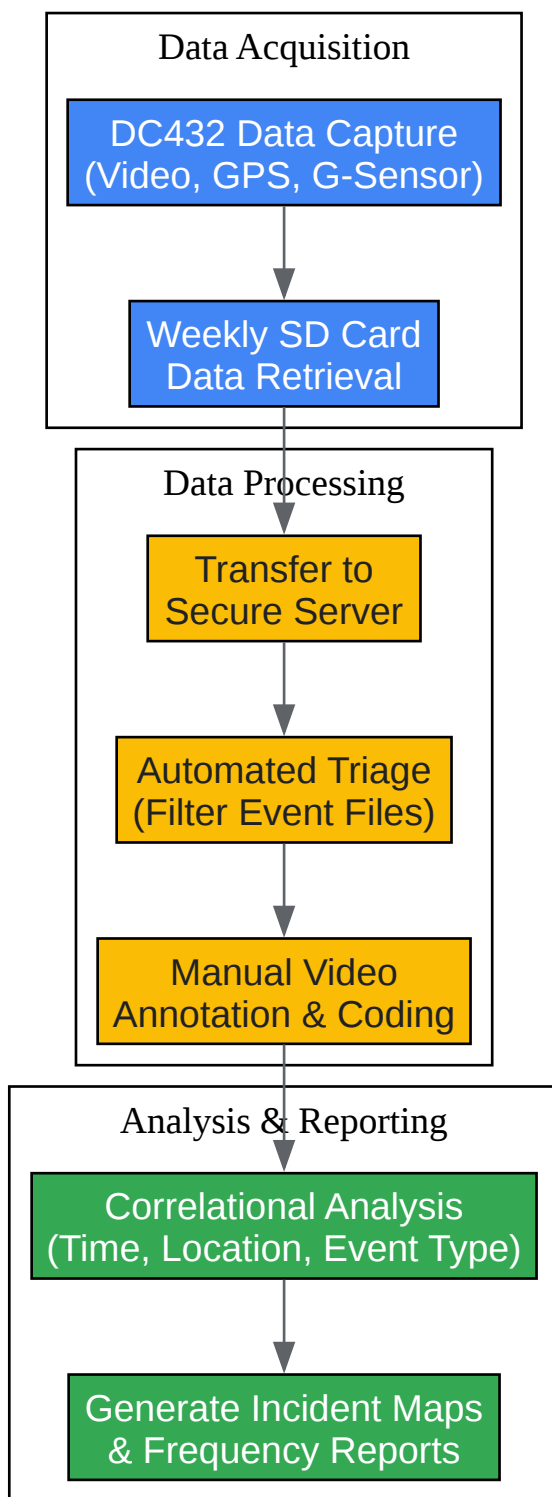 Data Acquisition
DC432 Data Capture
(Video, GPS, G-Sensor)
Weekly SD Card
Data Retrieval
Data Processing
Transfer to
Secure Server
Automated Triage
(Filter Event Files)
Manual Video
Annotation & Coding
Analysis & Reporting
Correlational Analysis
(Time, Location, Event Type)
Generate Incident Maps
& Frequency Reports